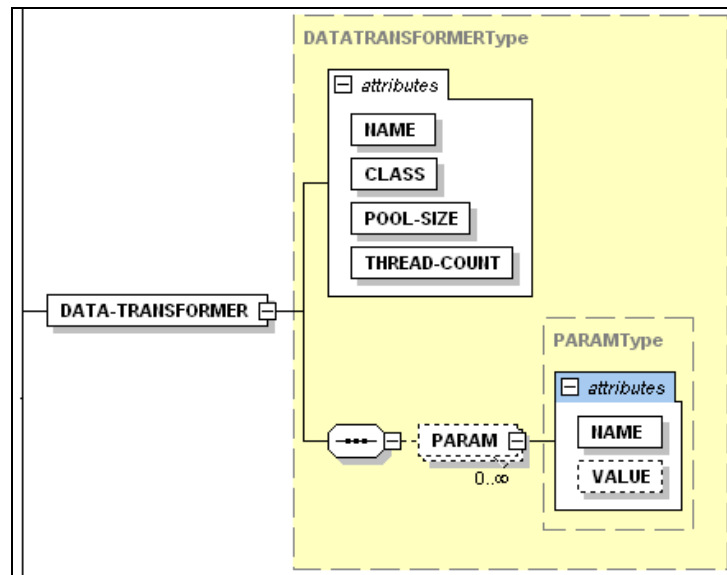 DATATRANSFORMERType
attributes
NAME
CLASS
POOL-SIZE
THREAD-COUNT
DATA-TRANSFORMER
PARAMType
attributes
NAME
VALUE
PARAM
0..∞